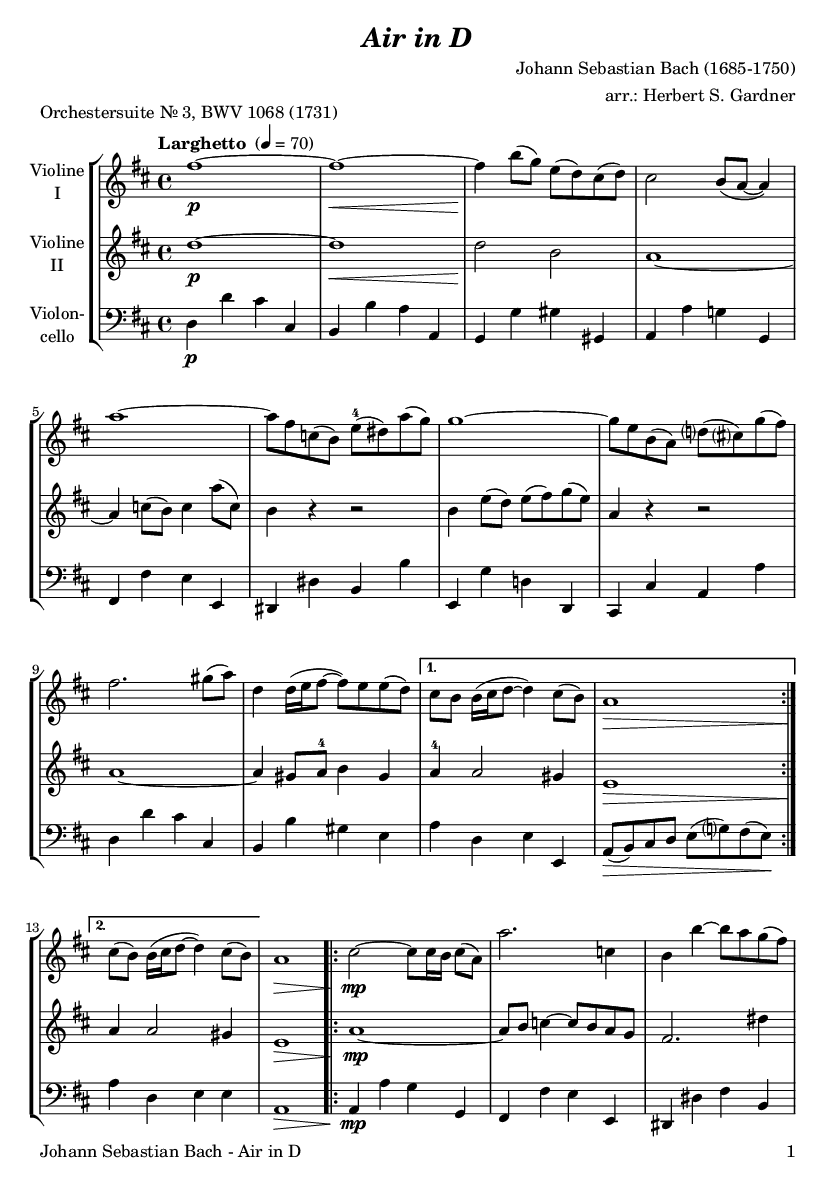 Air in D
Johann Sebastian Bach (1685-1750)
arr.: Herbert S. Gardner
Orchestersuite № 3, BWV 1068 (1731)
Larghetto (♩ = 70)
Violine
I
p
Violine
II
p
Violon-
cello
p
5
4
9
1.
4
4
13
2.
mp
mp
mp
Johann Sebastian Bach - Air in D 1